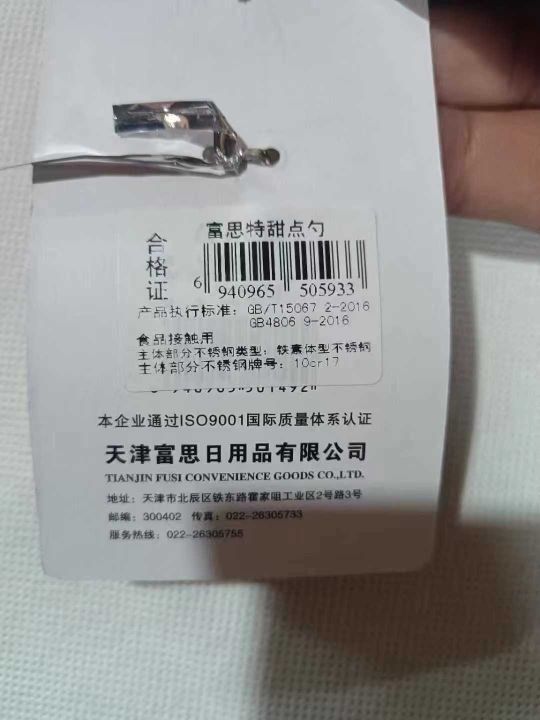 富思特甜点勺
合格证
6 940965 505933
产品执行标准：GB/T15067 2-2016
GB4806 9-2016
食品接触用
主体部分不锈钢类型：铁素体型不锈钢
主体部分不锈钢牌号：10cr17
本企业通过ISO9001国际质量体系认证
天津富思日用品有限公司
TIANJIN FUSI CONVENIENCE GOODS CO.,LTD.
地址：天津市北辰区铁东路霍家咀工业区2号路3号
邮编：300402 传真：022-26305733
服务热线：022-26305755